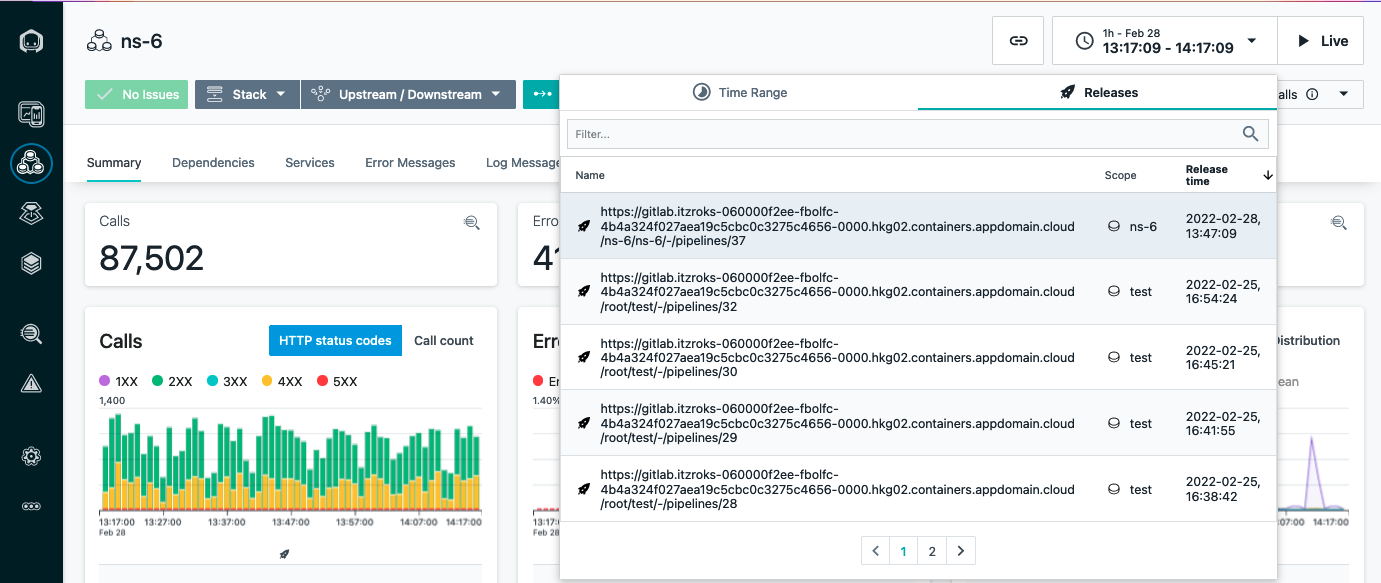 ns-6
1h - Feb 28
13:17:09 - 14:17:09
Live
No Issues
Stack
Upstream / Downstream
alls
Time Range
Releases
Filter...
Summary
Dependencies
Services
Error Messages
Log Message
Name
Scope
Release time
https://gitlab.itzroks-060000f2ee-fbolfc-
4b4a324f027aea19c5cbc0c3275c4656-0000.hkg02.containers.appdomain.cloud
/ns-6/ns-6/-/pipelines/37
ns-6
2022-02-28,
13:47:09
https://gitlab.itzroks-060000f2ee-fbolfc-
4b4a324f027aea19c5cbc0c3275c4656-0000.hkg02.containers.appdomain.cloud
/root/test/-/pipelines/32
test
2022-02-25,
16:54:24
https://gitlab.itzroks-060000f2ee-fbolfc-
4b4a324f027aea19c5cbc0c3275c4656-0000.hkg02.containers.appdomain.cloud
/root/test/-/pipelines/30
test
2022-02-25,
16:45:21
https://gitlab.itzroks-060000f2ee-fbolfc-
4b4a324f027aea19c5cbc0c3275c4656-0000.hkg02.containers.appdomain.cloud
/root/test/-/pipelines/29
test
2022-02-25,
16:41:55
https://gitlab.itzroks-060000f2ee-fbolfc-
4b4a324f027aea19c5cbc0c3275c4656-0000.hkg02.containers.appdomain.cloud
/root/test/-/pipelines/28
test
2022-02-25,
16:38:42
1 2
Calls
87,502
Erro
41
Calls
HTTP status codes
Call count
1XX 2XX 3XX 4XX 5XX
1,400
13:17:00 13:27:00 13:37:00 13:47:00 13:57:00 14:07:00 14:17:00
Feb 28
Err
Er
1.40%
13:17:
Feb 28
Distribution
ean
:07:00 14:17:00